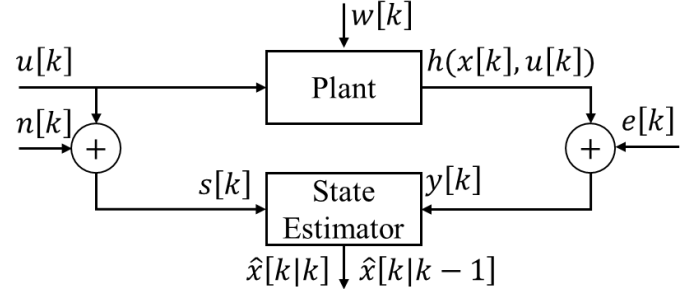 w[k]
u[k]
h(x[k], u[k])
Plant
n[k]
+
+
e[k]
s[k]
State
Estimator
y[k]
x̂[k|k]
x̂[k|k − 1]